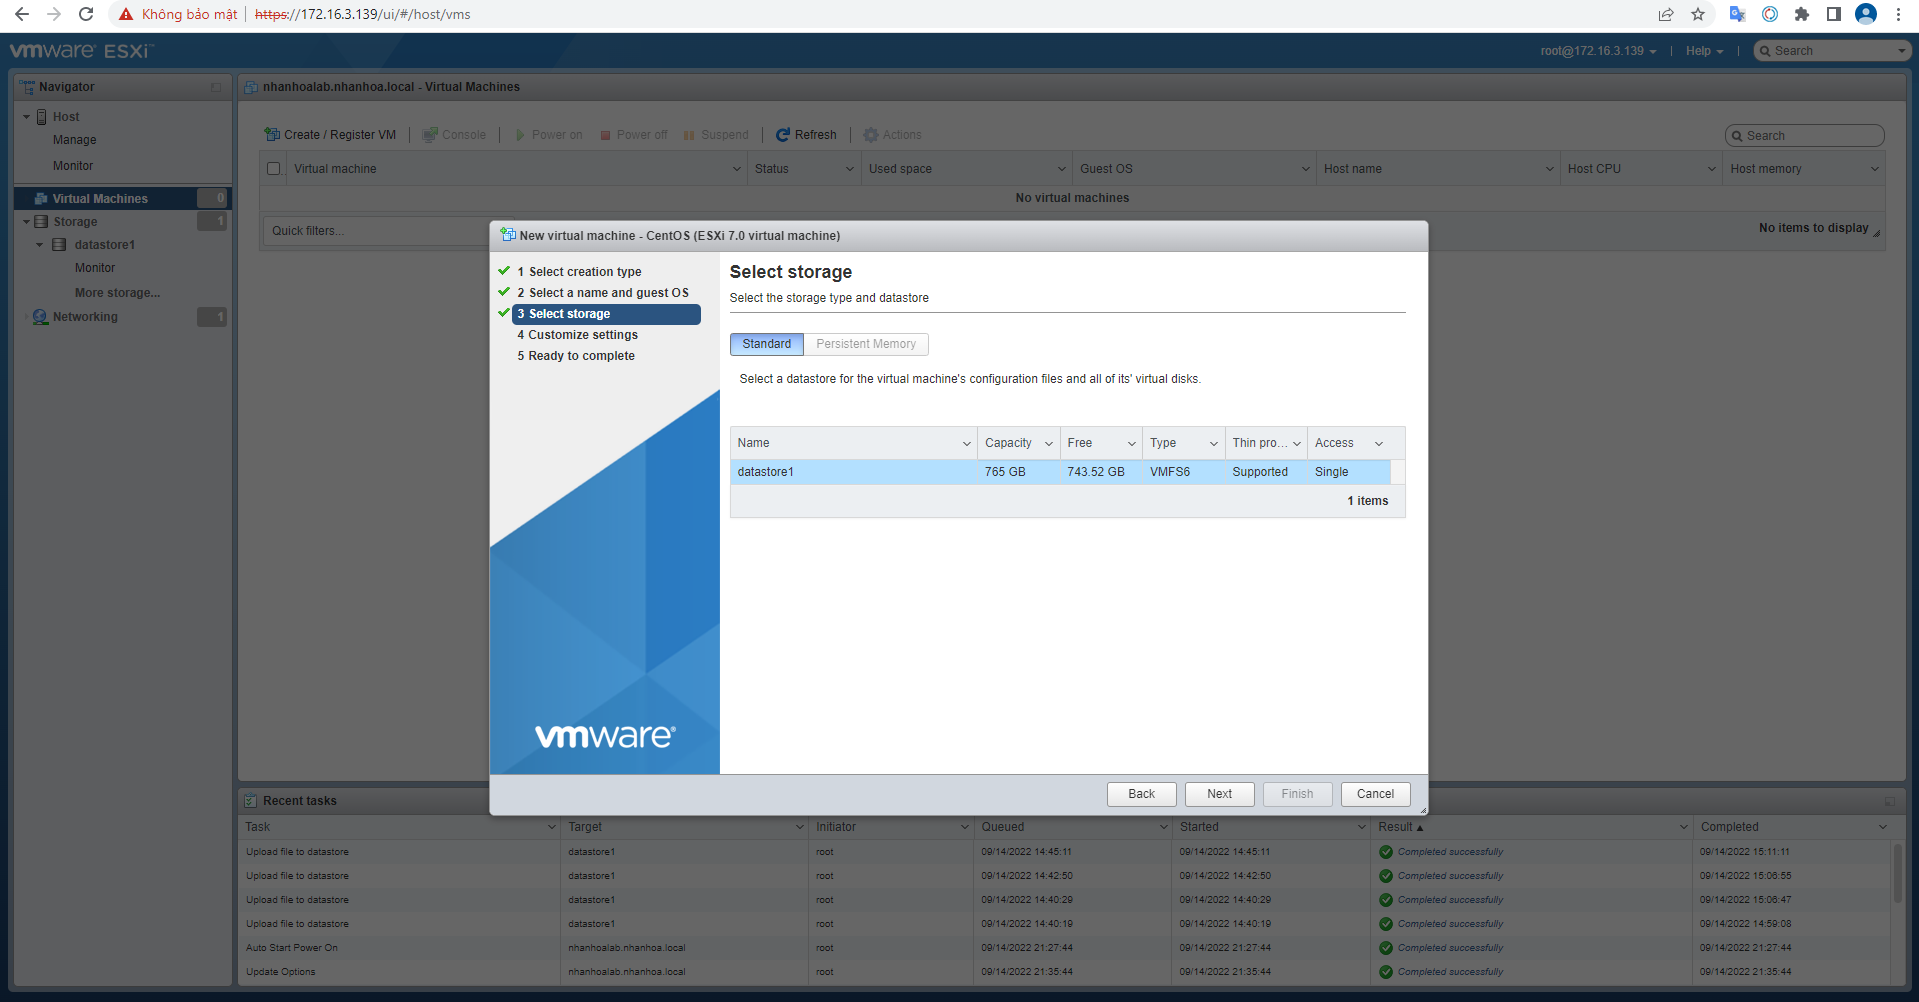 Không bảo mật https://172.16.3.139/ui/#/host/vms
vmware ESXi™
root@172.16.3.139 | Help | Search
Navigator
Host
Manage
Monitor
Virtual Machines 0
Storage 1
datastore1
Monitor
More storage...
Networking 1
nhanhoalab.nhanhoa.local - Virtual Machines
Create / Register VM Console Power on Power off Suspend Refresh Actions Search
Virtual machine Status Used space Guest OS Host name Host CPU Host memory
No virtual machines
Quick filters...
No items to display
New virtual machine - CentOS (ESXi 7.0 virtual machine)
1 Select creation type
2 Select a name and guest OS
3 Select storage
4 Customize settings
5 Ready to complete
vmware®
Select storage
Select the storage type and datastore
Standard Persistent Memory
Select a datastore for the virtual machine's configuration files and all of its' virtual disks.
Name Capacity Free Type Thin pro... Access
datastore1 765 GB 743.52 GB VMFS6 Supported Single
1 items
Back Next Finish Cancel
Recent tasks
Task Target Initiator Queued Started Result ▲ Completed
Upload file to datastore datastore1 root 09/14/2022 14:45:11 09/14/2022 14:45:11 Completed successfully 09/14/2022 15:11:11
Upload file to datastore datastore1 root 09/14/2022 14:42:50 09/14/2022 14:42:50 Completed successfully 09/14/2022 15:06:55
Upload file to datastore datastore1 root 09/14/2022 14:40:29 09/14/2022 14:40:29 Completed successfully 09/14/2022 15:06:47
Upload file to datastore datastore1 root 09/14/2022 14:40:19 09/14/2022 14:40:19 Completed successfully 09/14/2022 14:59:08
Auto Start Power On nhanhoalab.nhanhoa.local root 09/14/2022 21:27:44 09/14/2022 21:27:44 Completed successfully 09/14/2022 21:27:44
Update Options nhanhoalab.nhanhoa.local root 09/14/2022 21:35:44 09/14/2022 21:35:44 Completed successfully 09/14/2022 21:35:44